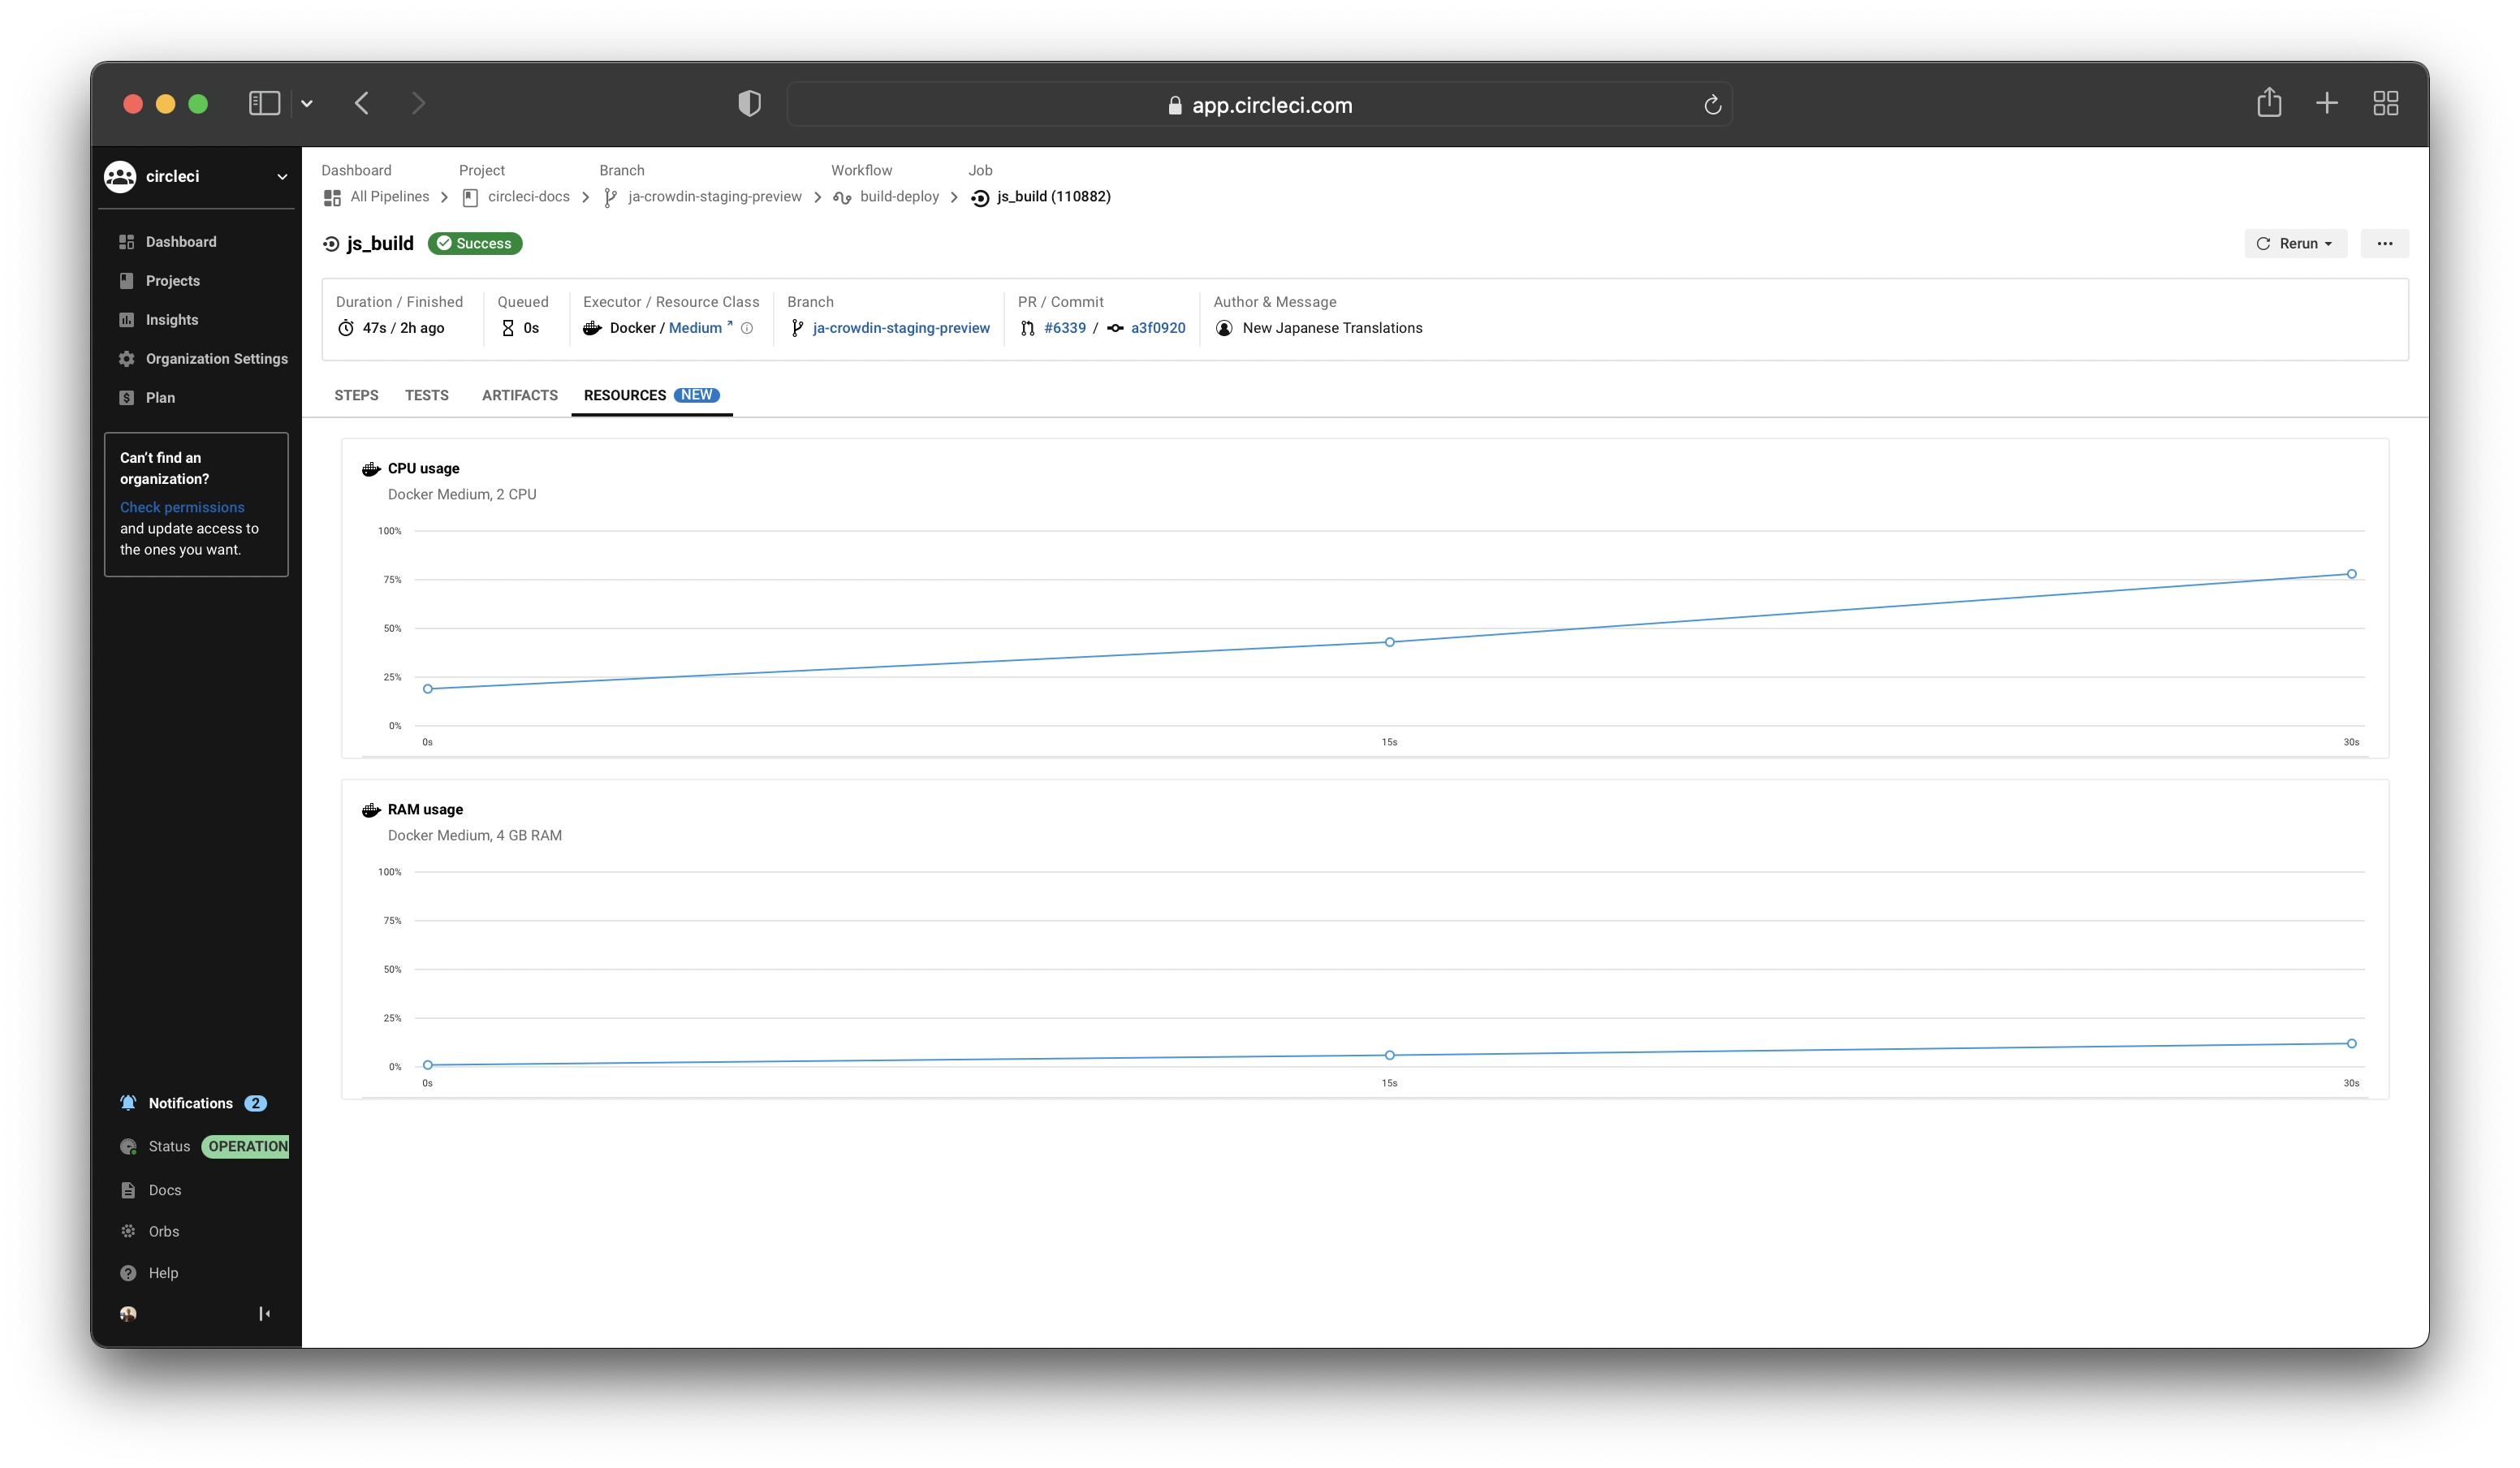 app.circleci.com
circleci
Dashboard
Projects
Insights
Organization Settings
Plan
Can't find an
organization?
Check permissions
and update access to
the ones you want.
Notifications 2
Status OPERATION
Docs
Orbs
Help
Dashboard Project Branch Workflow Job
All Pipelines circleci-docs ja-crowdin-staging-preview build-deploy js_build (110882)
js_build Success Rerun
Duration / Finished Queued Executor / Resource Class Branch PR / Commit Author & Message
47s / 2h ago 0s Docker / Medium ja-crowdin-staging-preview #6339 / a3f0920 New Japanese Translations
STEPS TESTS ARTIFACTS RESOURCES NEW
CPU usage
Docker Medium, 2 CPU
100%
75%
50%
25%
0%
0s 15s 30s
RAM usage
Docker Medium, 4 GB RAM
100%
75%
50%
25%
0%
0s 15s 30s